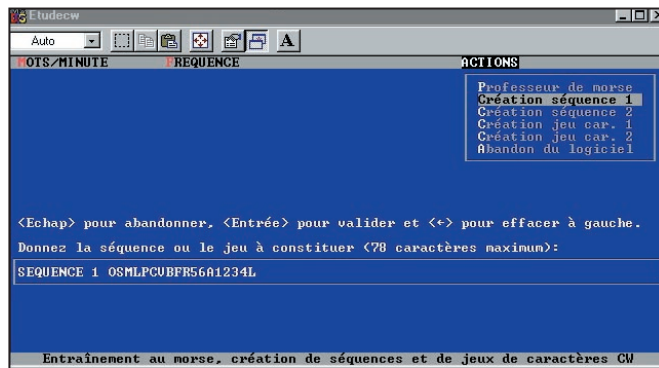 Etudecw
Auto
A
MOTS/MINUTE FREQUENCE ACTIONS
Professeur de morse
Création séquence 1
Création séquence 2
Création jeu car. 1
Création jeu car. 2
Abandon du logiciel
<Echap> pour abandonner, <Entrée> pour valider et <←> pour effacer à gauche.
Donnez la séquence ou le jeu à constituer (78 caractères maximum):
SEQUENCE 1 OSMLPCVBFR56A1234L
Entraînement au morse, création de séquences et de jeux de caractères CW